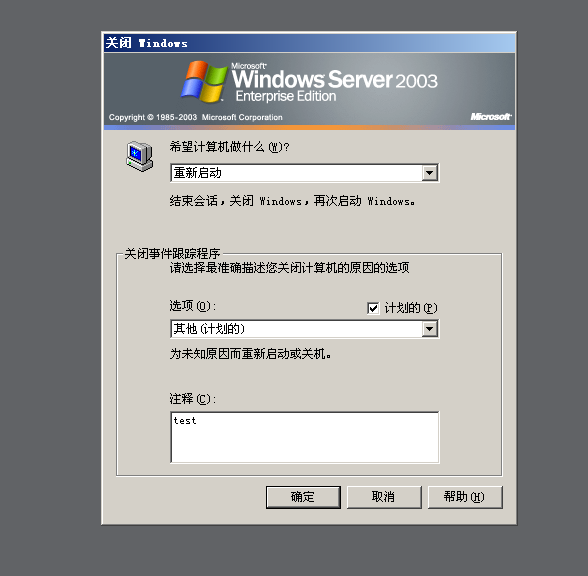 关闭 Windows
Microsoft®
Windows Server 2003
Enterprise Edition
Copyright © 1985-2003 Microsoft Corporation
Microsoft®
希望计算机做什么(W)?
重新启动
结束会话，关闭 Windows，再次启动 Windows。
关闭事件跟踪程序
请选择最准确描述您关闭计算机的原因的选项
选项(O):
计划的(P)
其他(计划的)
为未知原因而重新启动或关机。
注释(C):
test
确定
取消
帮助(H)